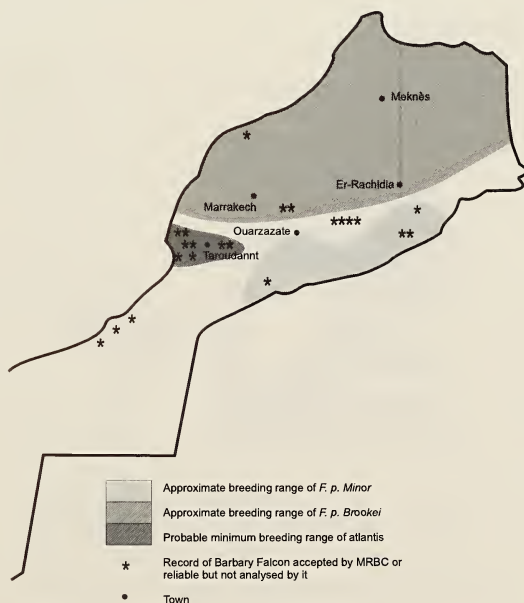 Meknès
Er-Rachidia
Marrakech
Ouarzazate
Taroudannt
Approximate breeding range of F. p. Minor
Approximate breeding range of F. p. Brookei
Probable minimum breeding range of atlantis
* Record of Barbary Falcon accepted by MRBC or
reliable but not analysed by it
• Town